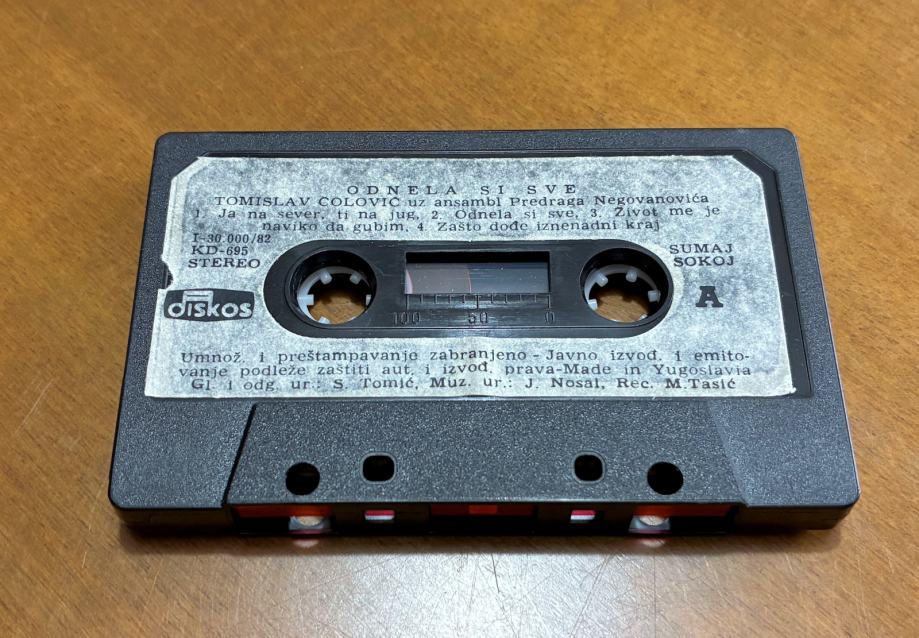 ODNELA SI SVE
TOMISLAV ČOLOVIĆ uz ansambl Predraga Negovanovića
1. Ja na sever, ti na jug, 2. Odnela si sve, 3. Život me je
naviko da gubim, 4. Zašto dođe iznenadni kraj
I-30.000/82
KD-695
STEREO
SUMAJ
SOKOJ
diskos
A
100 50 0
Umnož. i preštampavanje zabranjeno - Javno izvođ. i emito-
vanje podleže zaštiti aut. i izvođ. prava-Made in Yugoslavia
Gl. i odg. ur.: S. Tomić, Muz. ur.: J. Nosal, Rec. M.Tasić